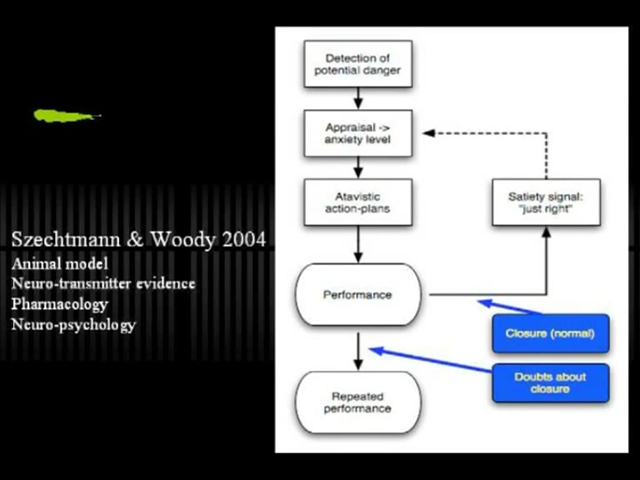 Szechtmann & Woody 2004
Animal model
Neuro-transmitter evidence
Pharmacology
Neuro-psychology
Detection of
potential danger
Appraisal ->
anxiety level
Atavistic
action-plans
Satiety signal:
"just right"
Performance
Closure (normal)
Doubts about
closure
Repeated
performance